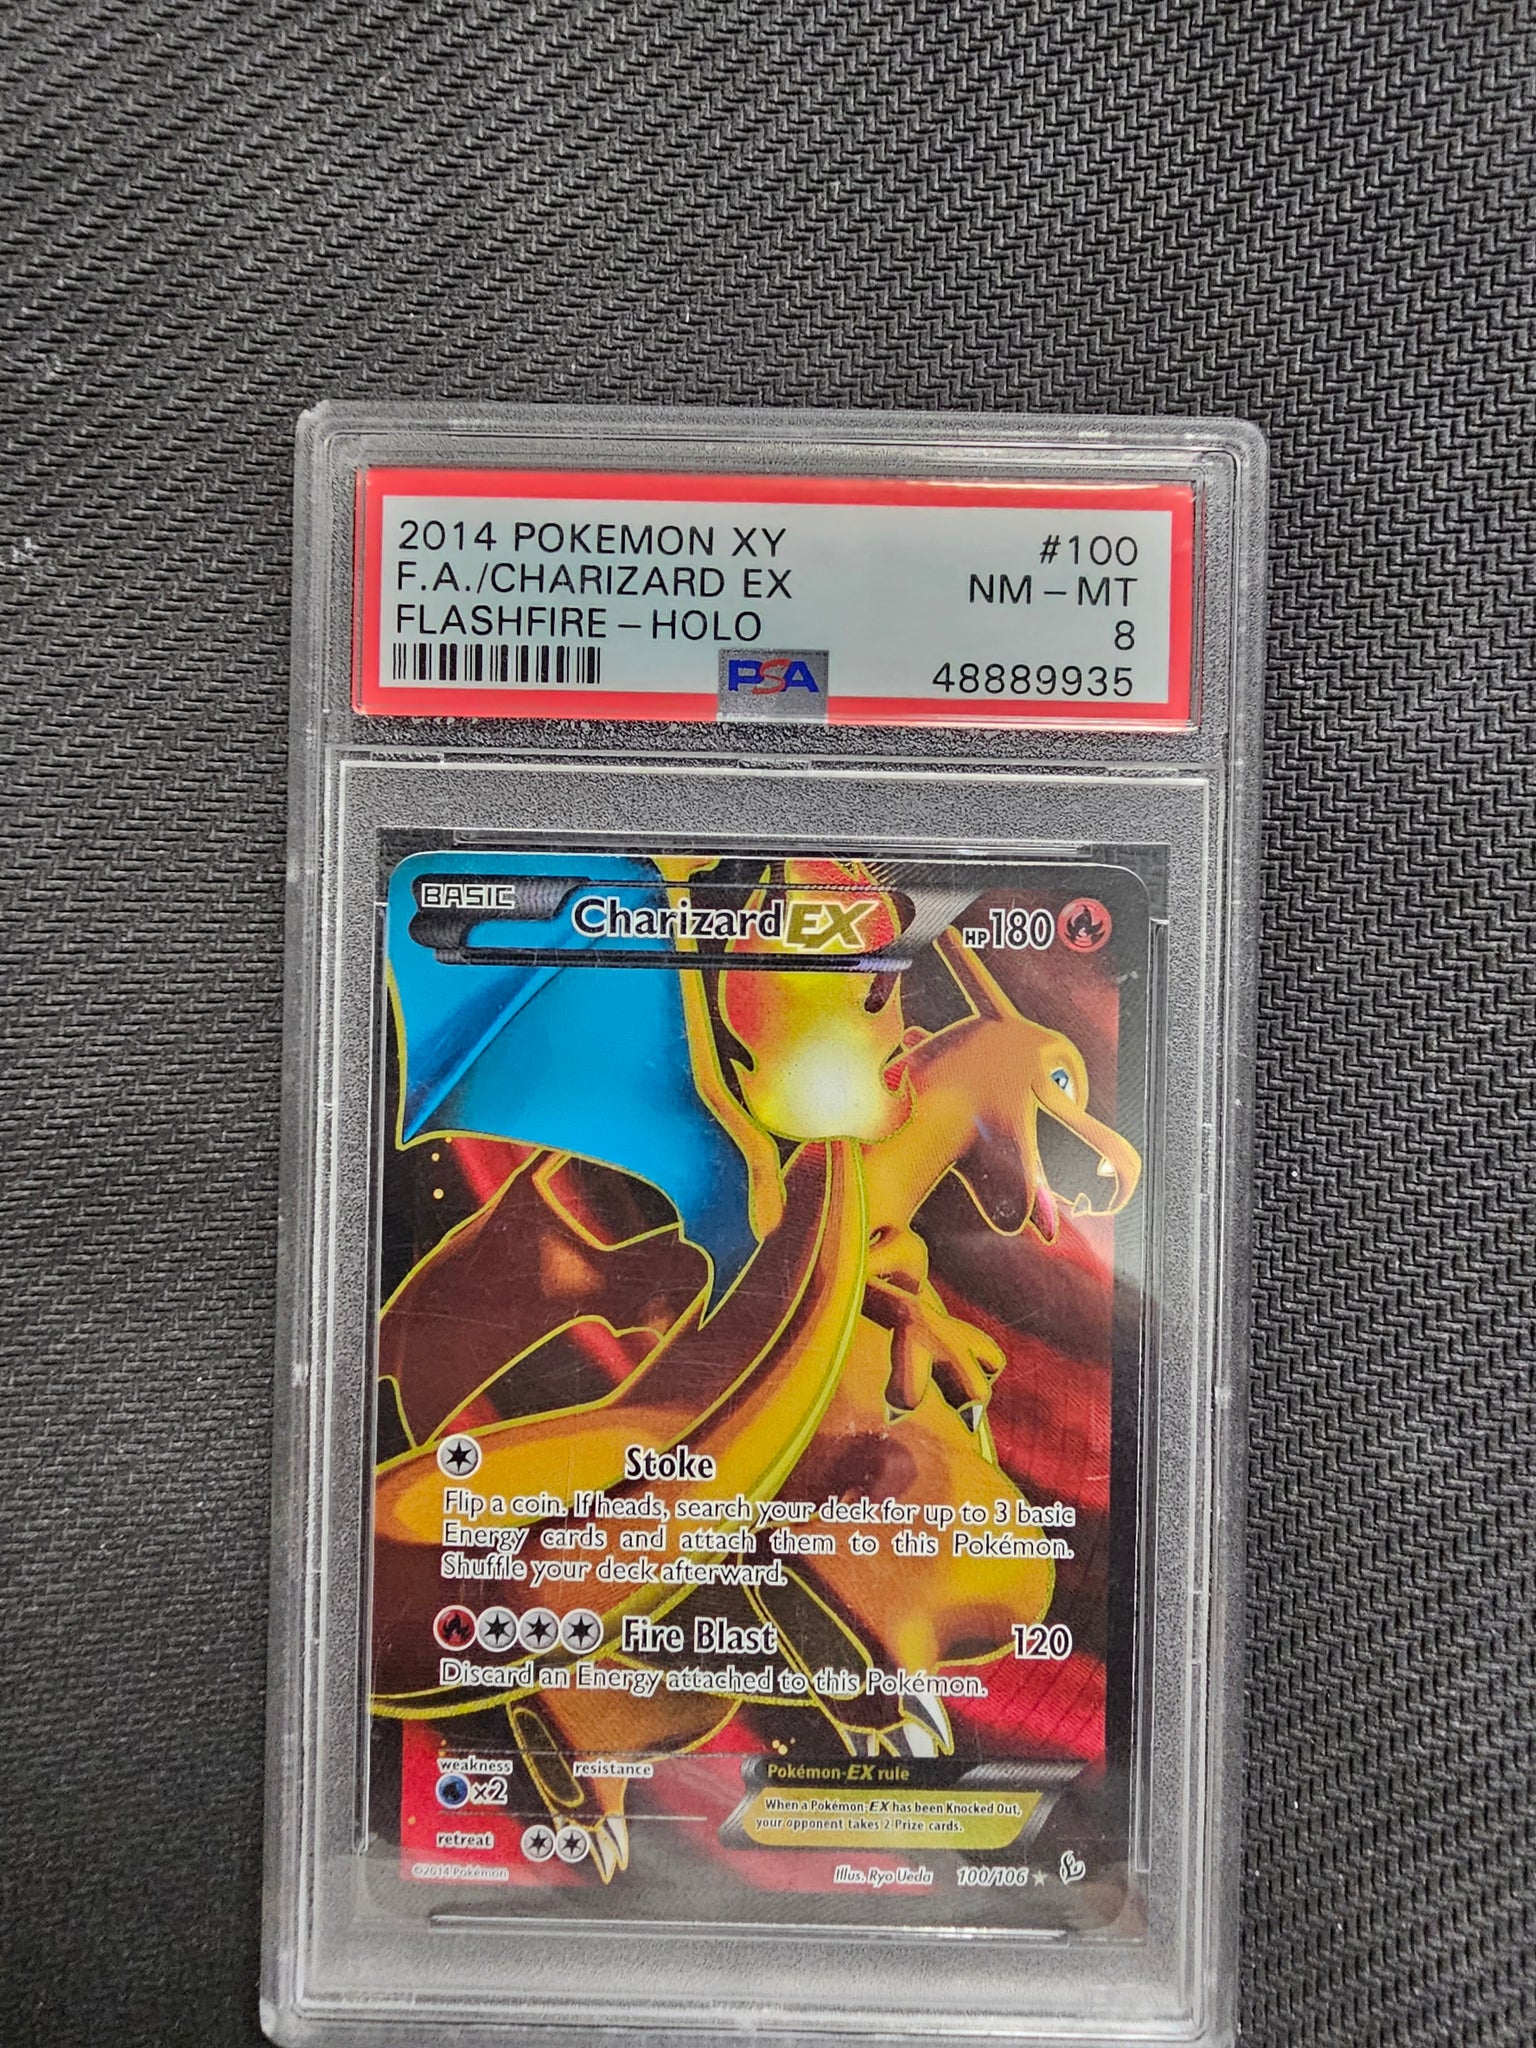 2014 POKEMON XY #100
F.A./CHARIZARD EX NM - MT
FLASHFIRE - HOLO 8
PSA 48889935
BASIC CharizardEX HP180
Stoke
Flip a coin. If heads, search your deck for up to 3 basic
Energy cards and attach them to this Pokémon.
Shuffle your deck afterward.
Fire Blast 120
Discard an Energy attached to this Pokémon.
weakness resistance
×2
retreat
Pokémon-EX rule
When a Pokémon-EX has been Knocked Out,
your opponent takes 2 Prize cards.
©2014 Pokémon Illus. Ryo Ueda 100/106 ★